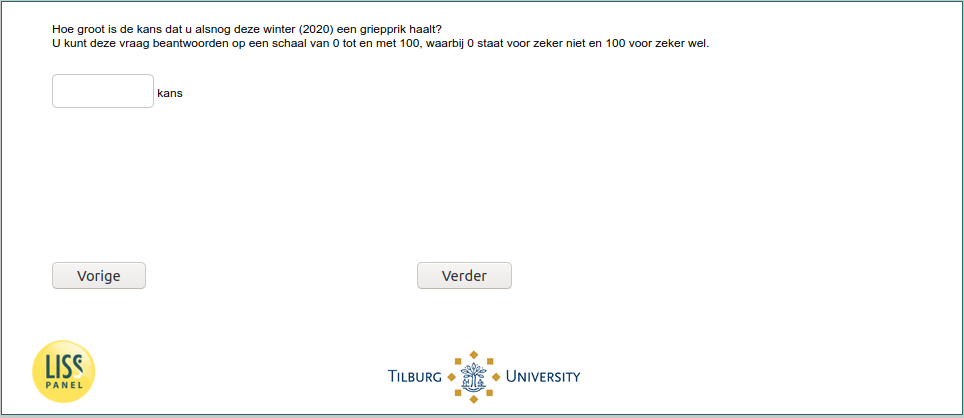 Hoe groot is de kans dat u alsnog deze winter (2020) een griepprik haalt?
U kunt deze vraag beantwoorden op een schaal van 0 tot en met 100, waarbij 0 staat voor zeker niet en 100 voor zeker wel.
kans
Vorige
Verder
LISS
PANEL
TILBURG UNIVERSITY